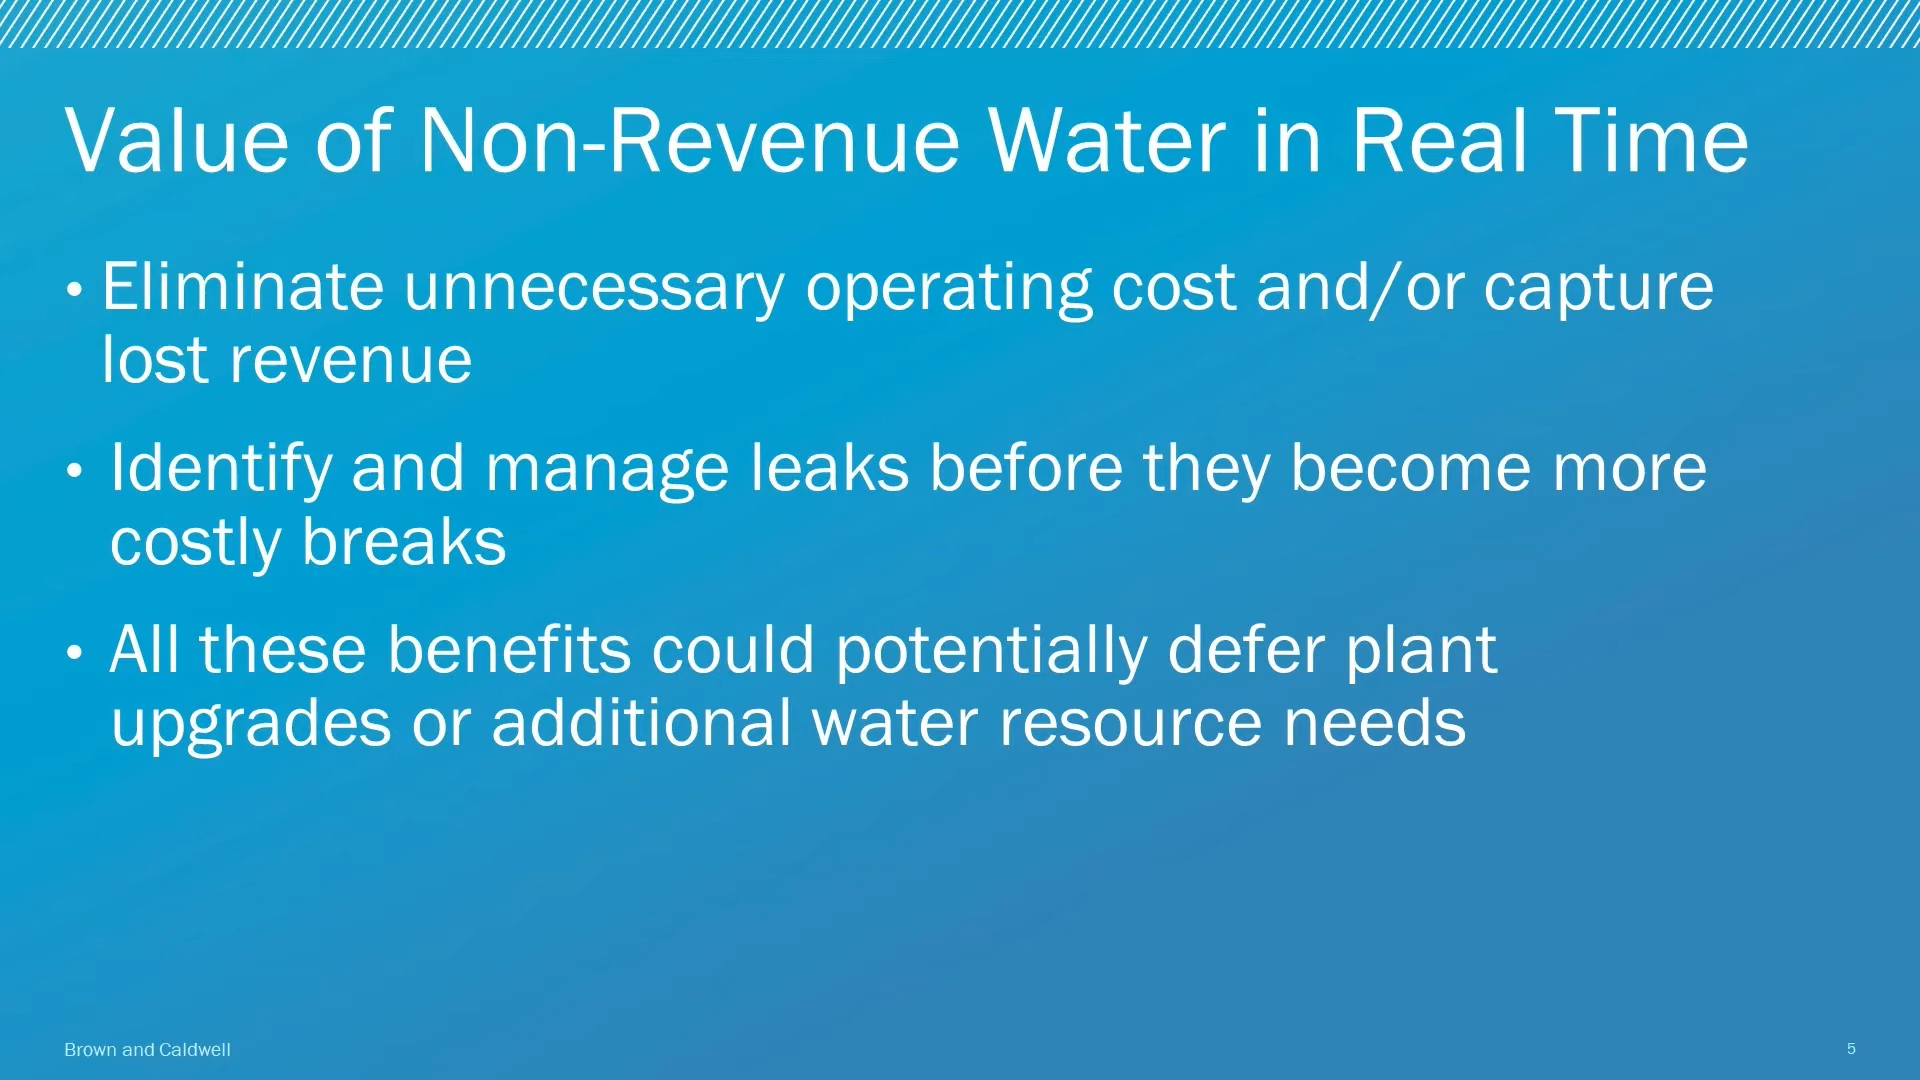 Value of Non-Revenue Water in Real Time
• Eliminate unnecessary operating cost and/or capture
lost revenue
• Identify and manage leaks before they become more
costly breaks
• All these benefits could potentially defer plant
upgrades or additional water resource needs
Brown and Caldwell
5